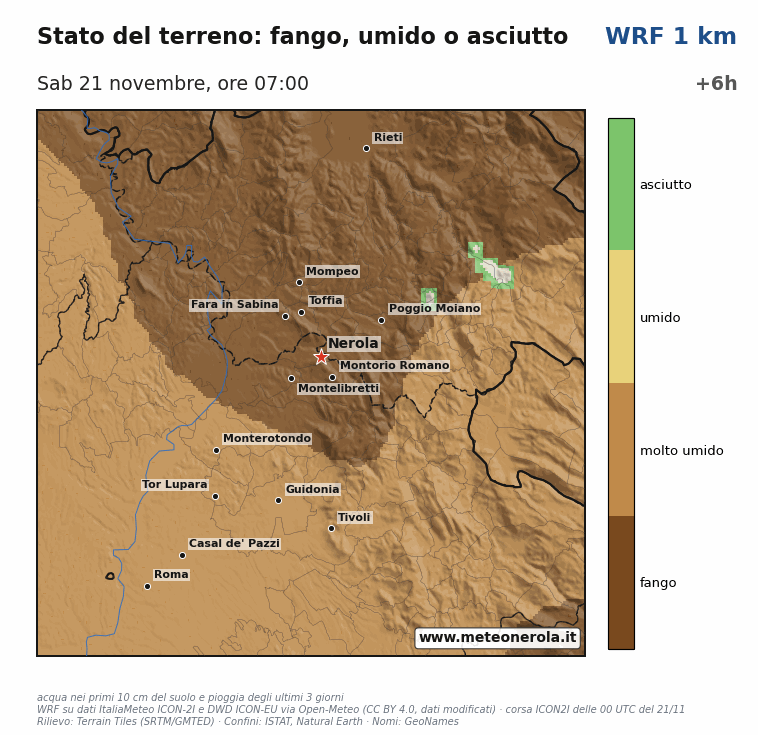 Stato del terreno: fango, umido o asciutto
WRF 1 km
Sab 21 novembre, ore 07:00
+6h
Rieti
Mompeo
Toffia
Fara in Sabina
Poggio Moiano
Nerola
Montorio Romano
Montelibretti
Monterotondo
Tor Lupara
Guidonia
Tivoli
Casal de' Pazzi
Roma
www.meteonerola.it
asciutto
umido
molto umido
fango
acqua nei primi 10 cm del suolo e pioggia degli ultimi 3 giorni
WRF su dati ItaliaMeteo ICON-2I e DWD ICON-EU via Open-Meteo (CC BY 4.0, dati modificati) · corsa ICON2I delle 00 UTC del 21/11
Rilievo: Terrain Tiles (SRTM/GMTED) · Confini: ISTAT, Natural Earth · Nomi: GeoNames